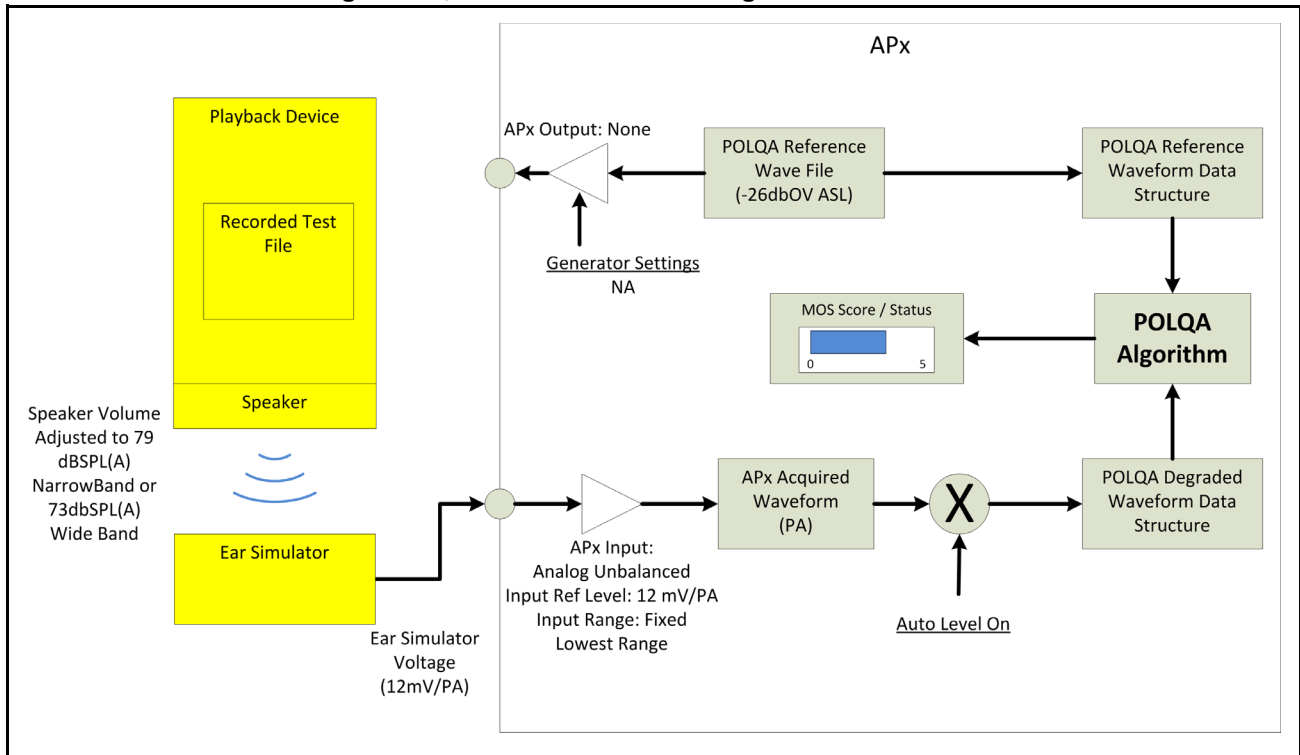 APx
Playback Device
Recorded Test
File
Speaker
Speaker Volume
Adjusted to 79
dBSPL(A)
NarrowBand or
73dbSPL(A)
Wide Band
Ear Simulator
Ear Simulator
Voltage
(12mV/PA)
APx Output: None
Generator Settings
NA
POLQA Reference
Wave File
(-26dbOV ASL)
POLQA Reference
Waveform Data
Structure
MOS Score / Status
0 5
POLQA
Algorithm
APx Input:
Analog Unbalanced
Input Ref Level: 12 mV/PA
Input Range: Fixed
Lowest Range
APx Acquired
Waveform
(PA)
X
Auto Level On
POLQA Degraded
Waveform Data
Structure